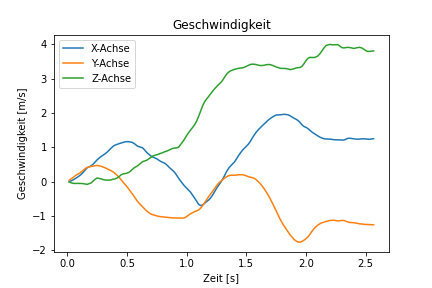 Geschwindigkeit
X-Achse
Y-Achse
Z-Achse
Geschwindigkeit [m/s]
4
3
2
1
0
−1
−2
0.0 0.5 1.0 1.5 2.0 2.5
Zeit [s]